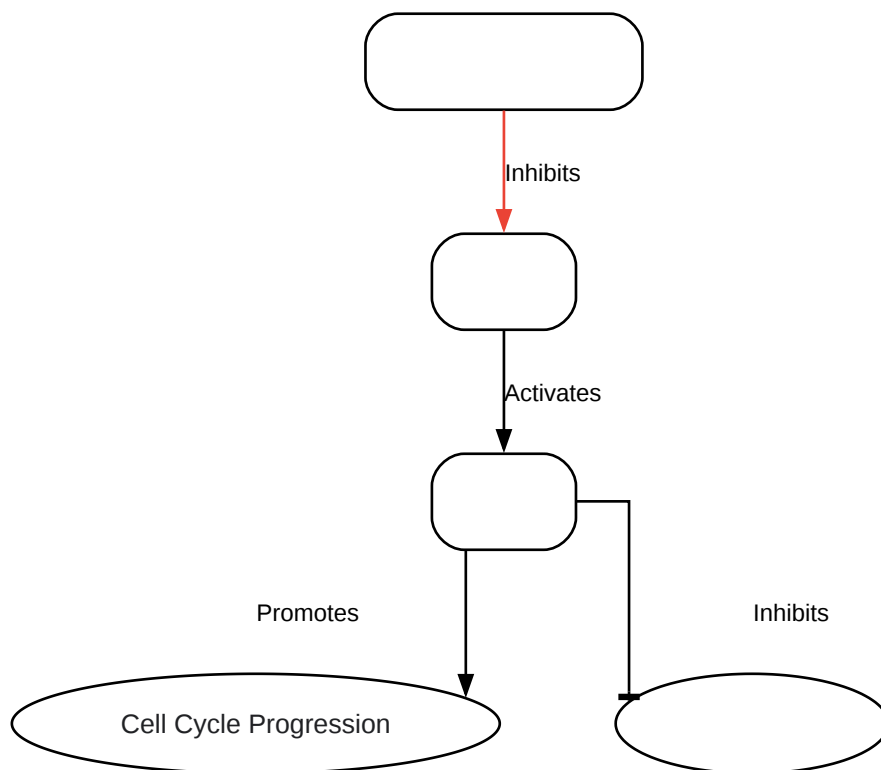 Inhibits
Activates
Promotes
Inhibits
Cell Cycle Progression